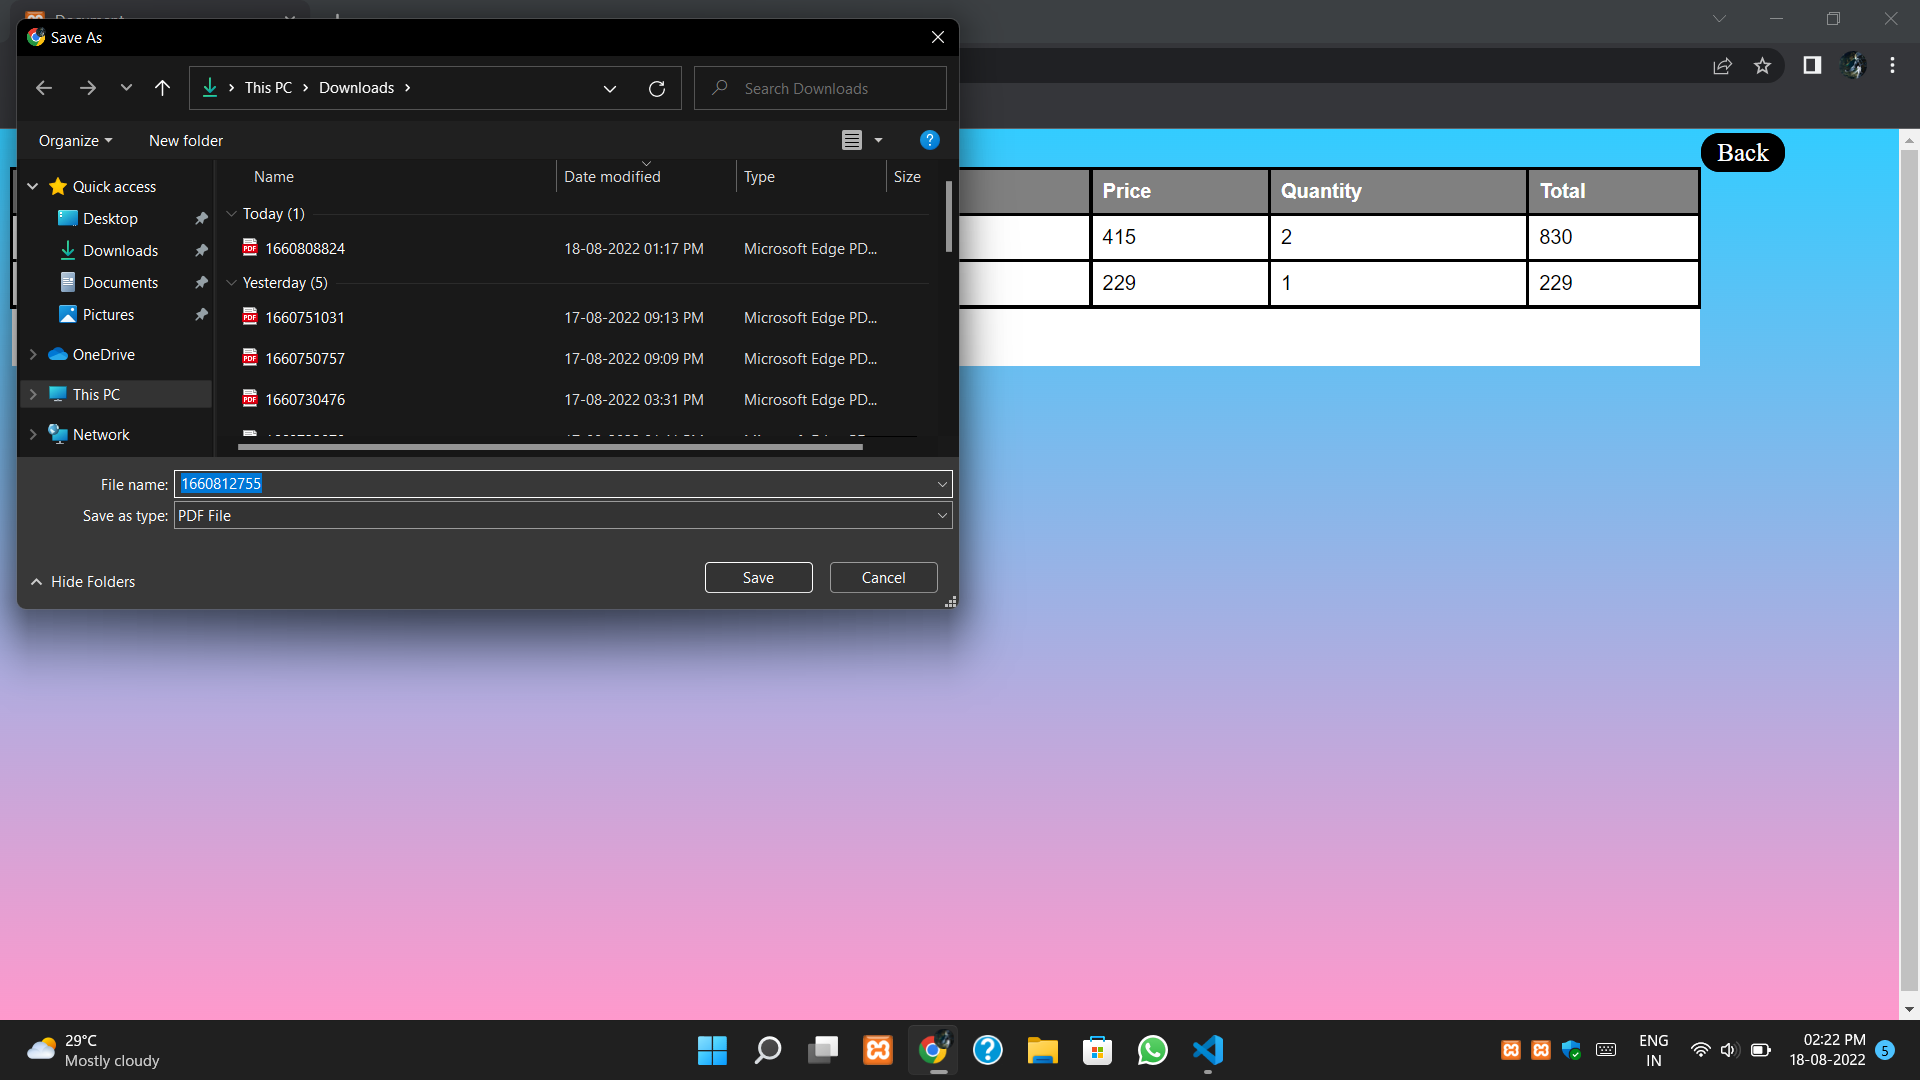 Document
Save As
This PC > Downloads >
Search Downloads
Organize
New folder
Name
Date modified
Type
Size
Quick access
Desktop
Downloads
Documents
Pictures
OneDrive
This PC
Network
Today (1)
1660808824 18-08-2022 01:17 PM Microsoft Edge PD...
Yesterday (5)
1660751031 17-08-2022 09:13 PM Microsoft Edge PD...
1660750757 17-08-2022 09:09 PM Microsoft Edge PD...
1660730476 17-08-2022 03:31 PM Microsoft Edge PD...
File name: 1660812755
Save as type: PDF File
Hide Folders
Save
Cancel
Back
Price Quantity Total
415 2 830
229 1 229
29°C
Mostly cloudy
ENG
IN
02:22 PM
18-08-2022
5